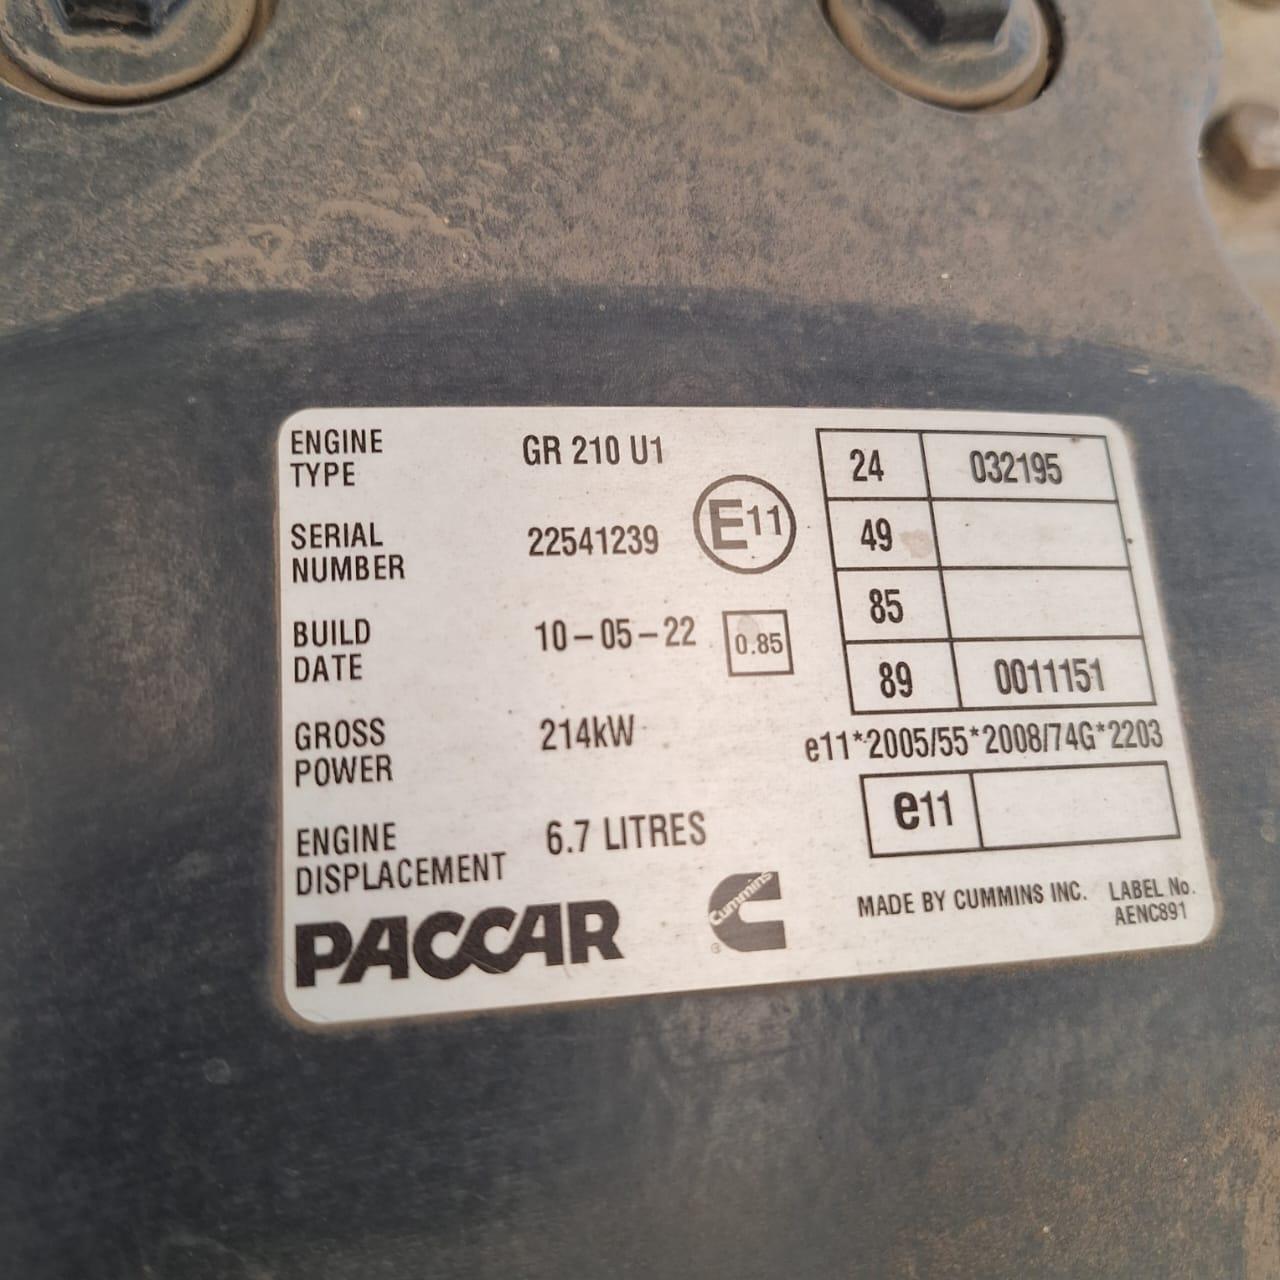 ENGINE TYPE GR 210 U1
SERIAL NUMBER 22541239
E11
BUILD DATE 10-05-22
0.85
GROSS POWER 214kW
ENGINE DISPLACEMENT 6.7 LITRES
24 032195
49
85
89 0011151
e11*2005/55*2008/74G*2203
e11
PACCAR
Cummins
®
MADE BY CUMMINS INC.
LABEL No.
AENC891